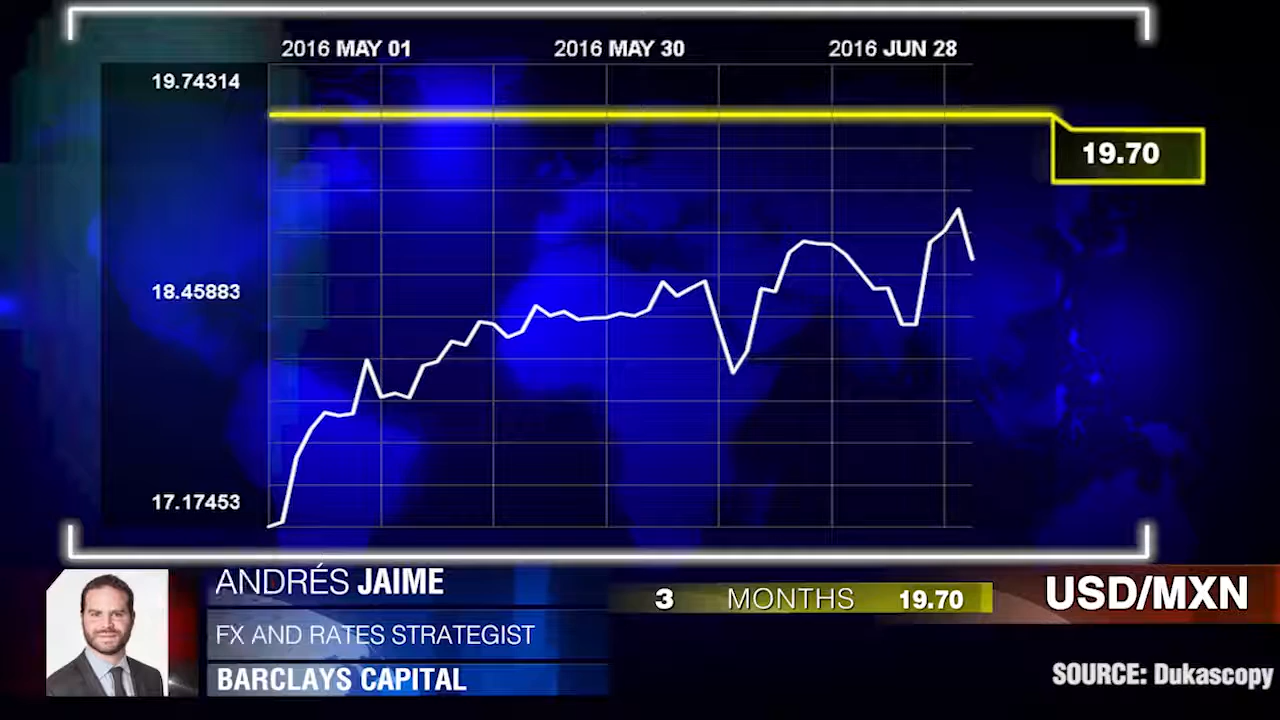 2016 MAY 01 2016 MAY 30 2016 JUN 28
19.74314
19.70
18.45883
17.17453
ANDRÉS JAIME
FX AND RATES STRATEGIST
BARCLAYS CAPITAL
3 MONTHS 19.70
USD/MXN
SOURCE: Dukascopy